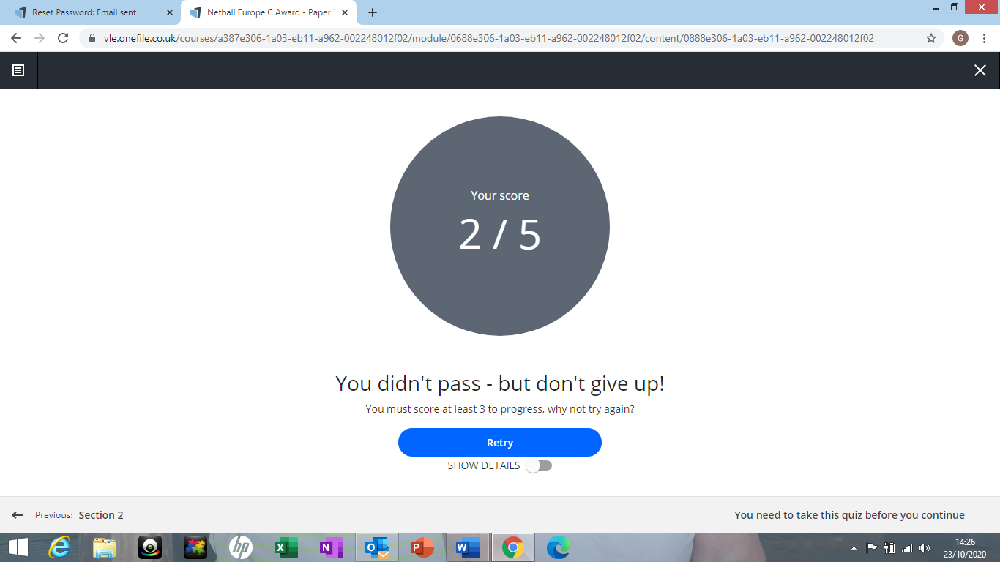 Reset Password: Email sent
Netball Europe C Award - Paper
vle.onefile.co.uk/courses/a387e306-1a03-eb11-a962-002248012f02/module/0688e306-1a03-eb11-a962-002248012f02/content/0888e306-1a03-eb11-a962-002248012f02
G
Your score
2 / 5
You didn't pass - but don't give up!
You must score at least 3 to progress, why not try again?
Retry
SHOW DETAILS
Previous: Section 2
You need to take this quiz before you continue
14:26
23/10/2020